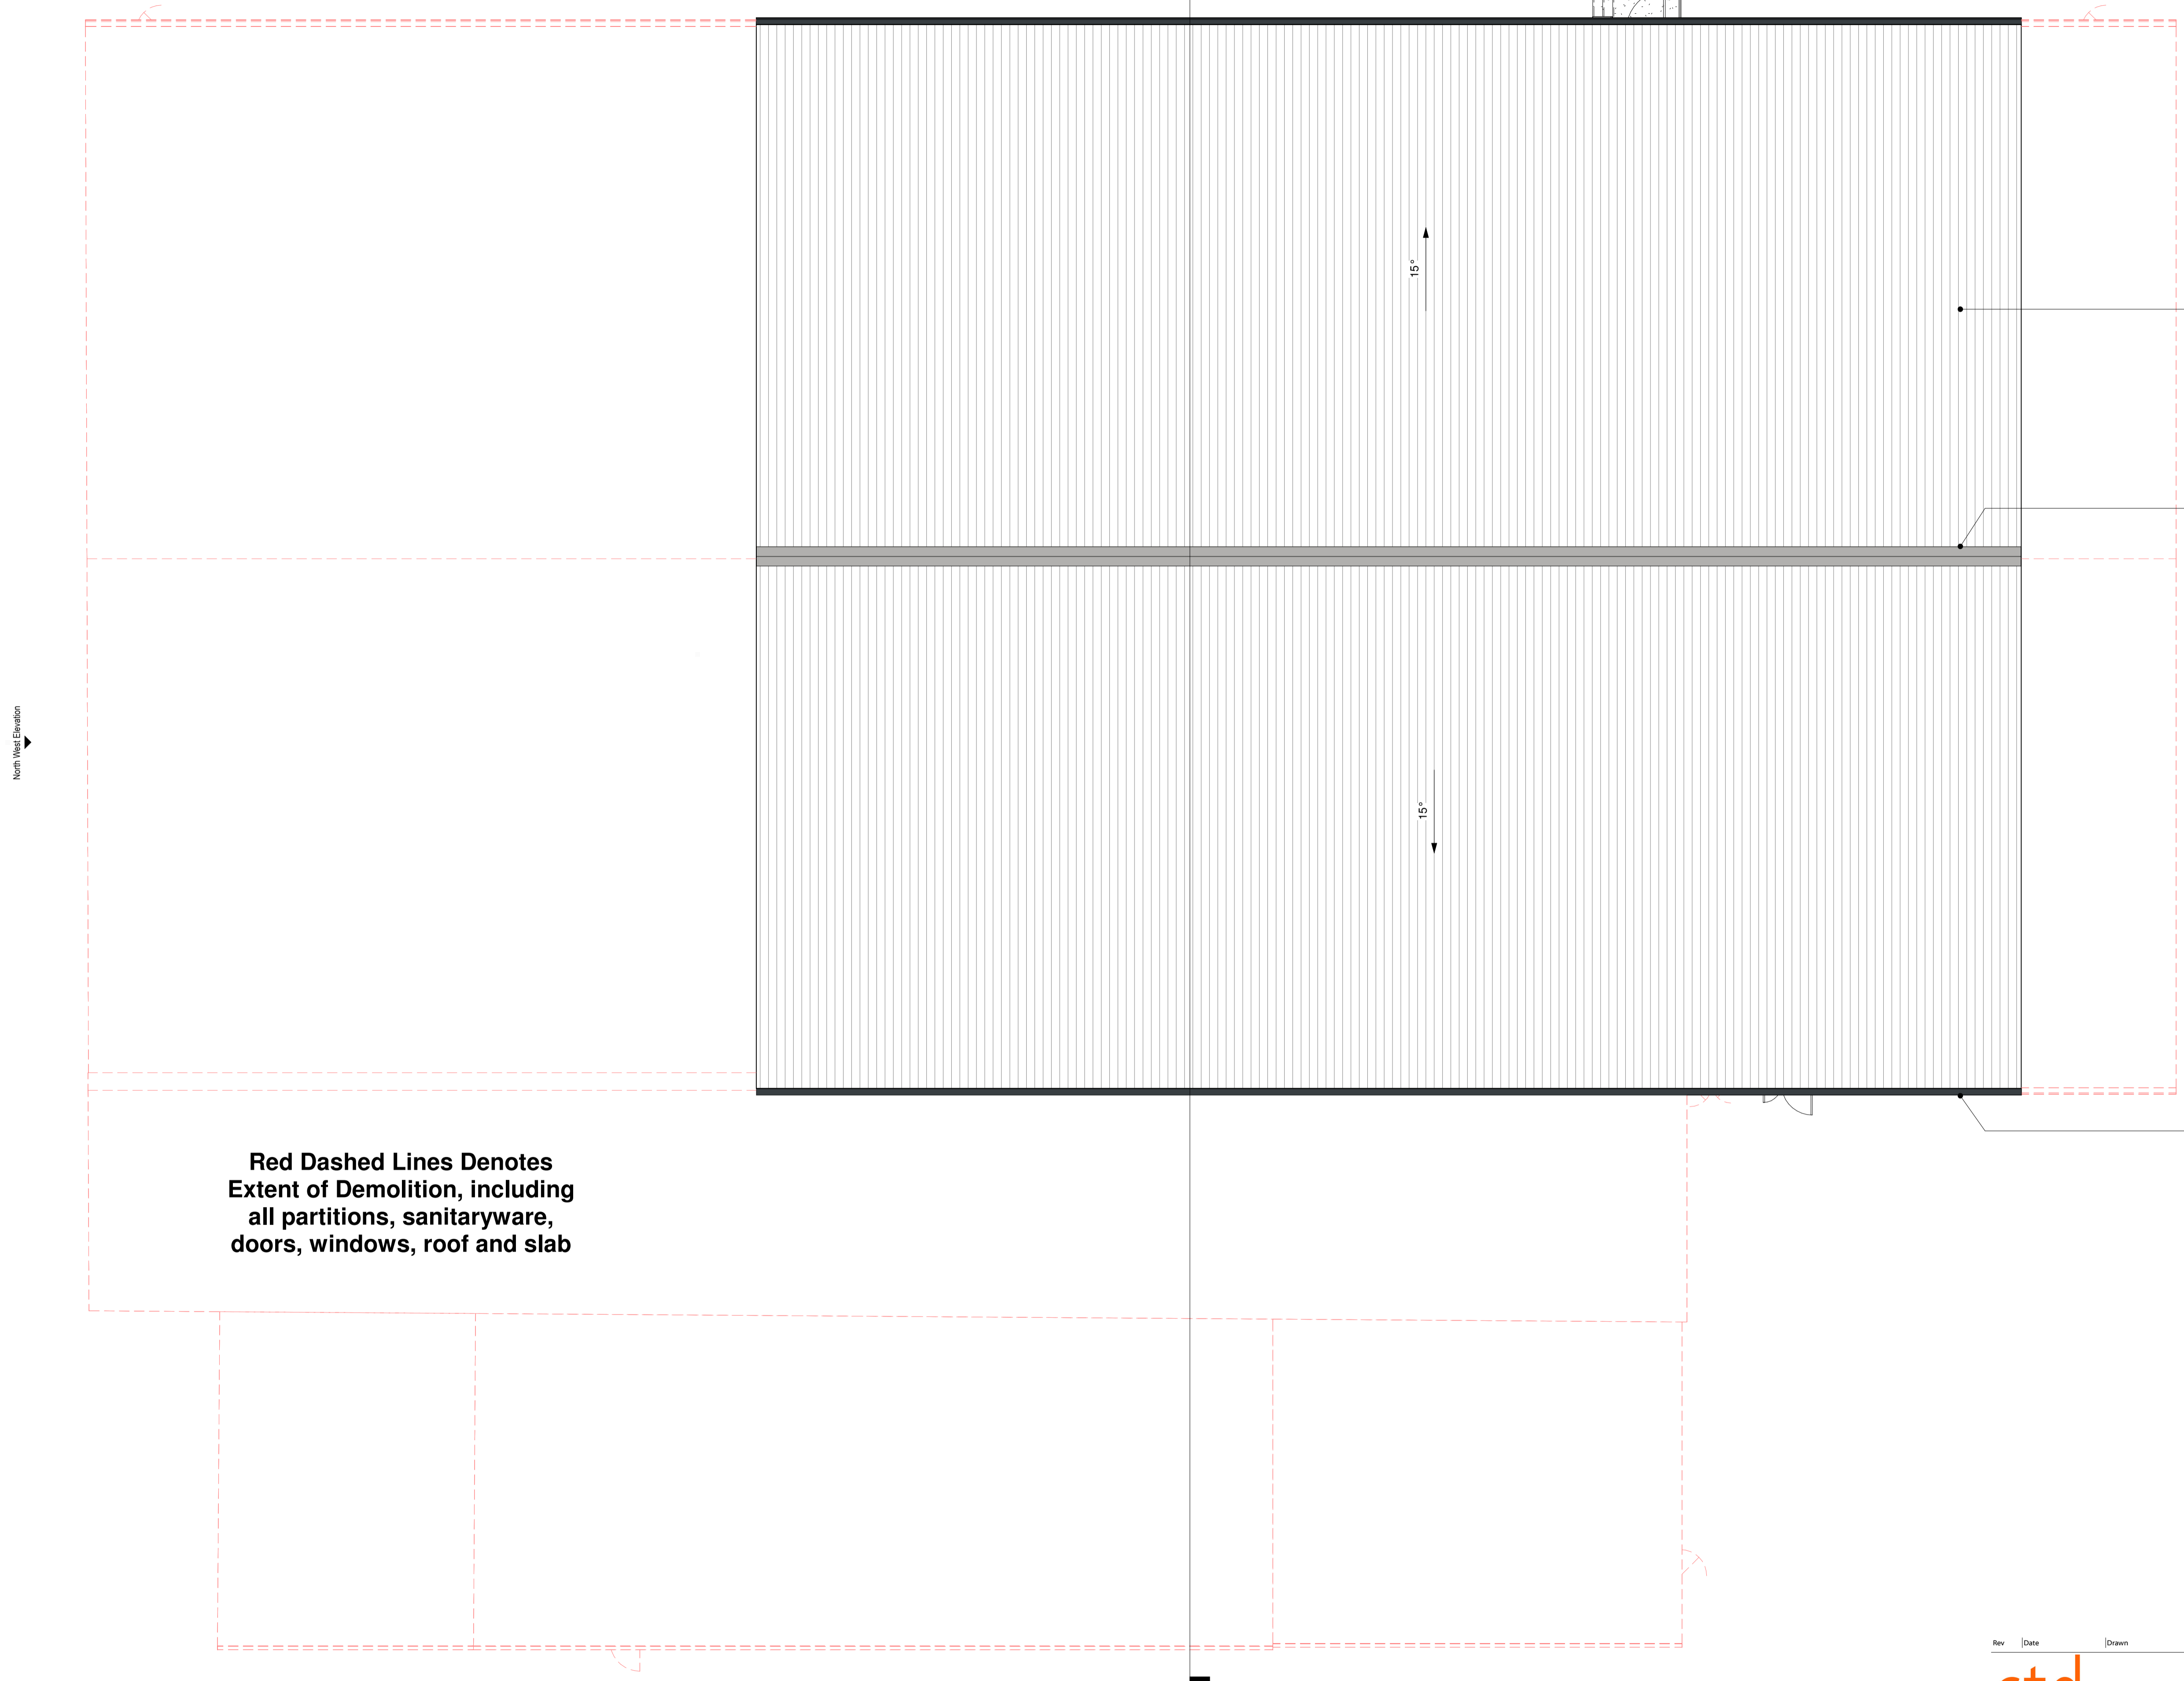 15°
North West Elevation
15°
Red Dashed Lines Denotes
Extent of Demolition, including
all partitions, sanitaryware,
doors, windows, roof and slab
Rev Date Drawn
std